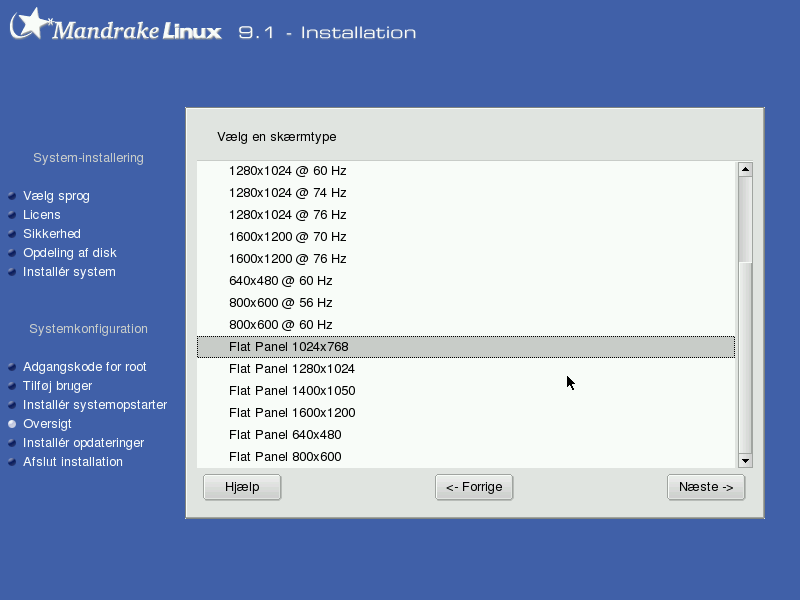 Mandrake Linux 9.1 - Installation
System-installering
Vælg sprog
Licens
Sikkerhed
Opdeling af disk
Installér system
Systemkonfiguration
Adgangskode for root
Tilføj bruger
Installér systemopstarter
Oversigt
Installér opdateringer
Afslut installation
Vælg en skærmtype
1280x1024 @ 60 Hz
1280x1024 @ 74 Hz
1280x1024 @ 76 Hz
1600x1200 @ 70 Hz
1600x1200 @ 76 Hz
640x480 @ 60 Hz
800x600 @ 56 Hz
800x600 @ 60 Hz
Flat Panel 1024x768
Flat Panel 1280x1024
Flat Panel 1400x1050
Flat Panel 1600x1200
Flat Panel 640x480
Flat Panel 800x600
Hjælp
<- Forrige
Næste ->